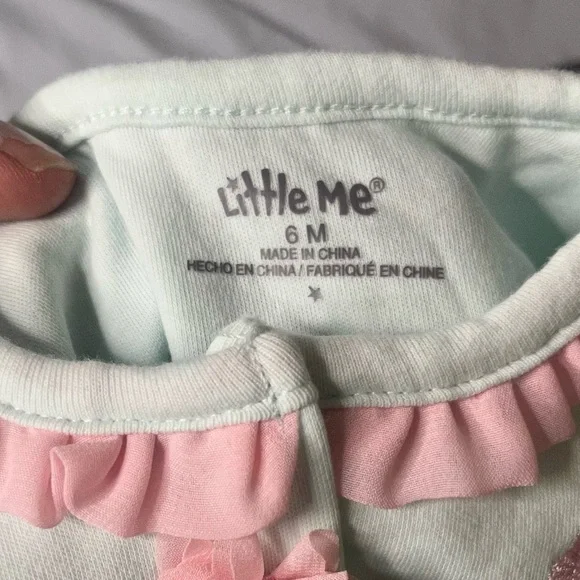 Little Me®
6 M
MADE IN CHINA
HECHO EN CHINA / FABRIQUÉ EN CHINE